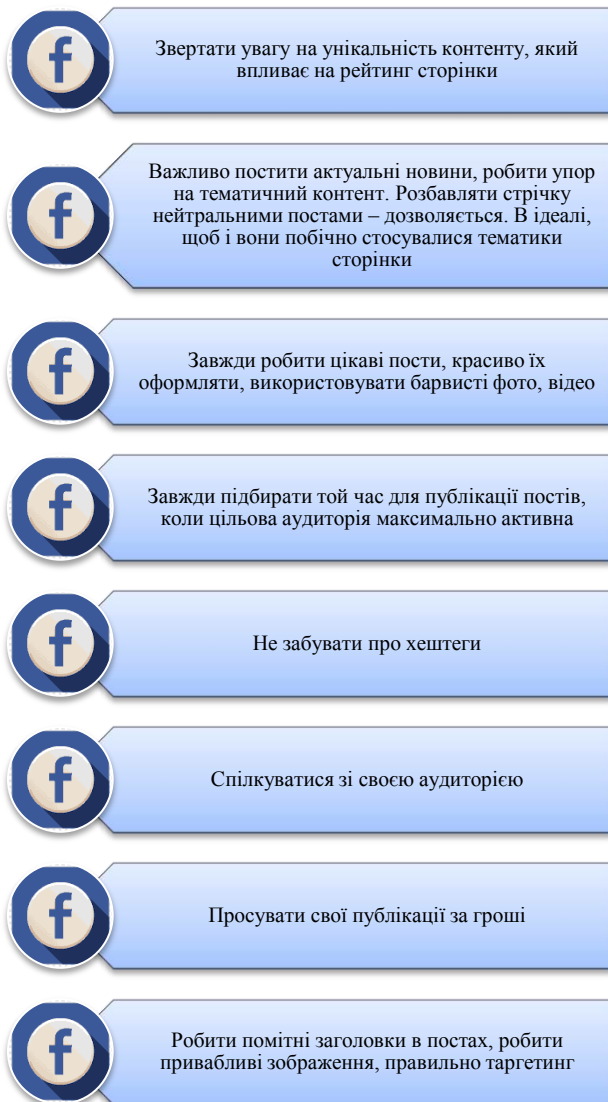 Звертати увагу на унікальність контенту, який
впливає на рейтинг сторінки
Важливо постити актуальні новини, робити упор
на тематичний контент. Розбавляти стрічку
нейтральними постами – дозволяється. В ідеалі,
щоб і вони побічно стосувалися тематики
сторінки
Завжди робити цікаві пости, красиво їх
оформляти, використовувати барвисті фото, відео
Завжди підбирати той час для публікації постів,
коли цільова аудиторія максимально активна
Не забувати про хештеги
Спілкуватися зі своєю аудиторією
Просувати свої публікації за гроші
Робити помітні заголовки в постах, робити
привабливі зображення, правильно таргетинг